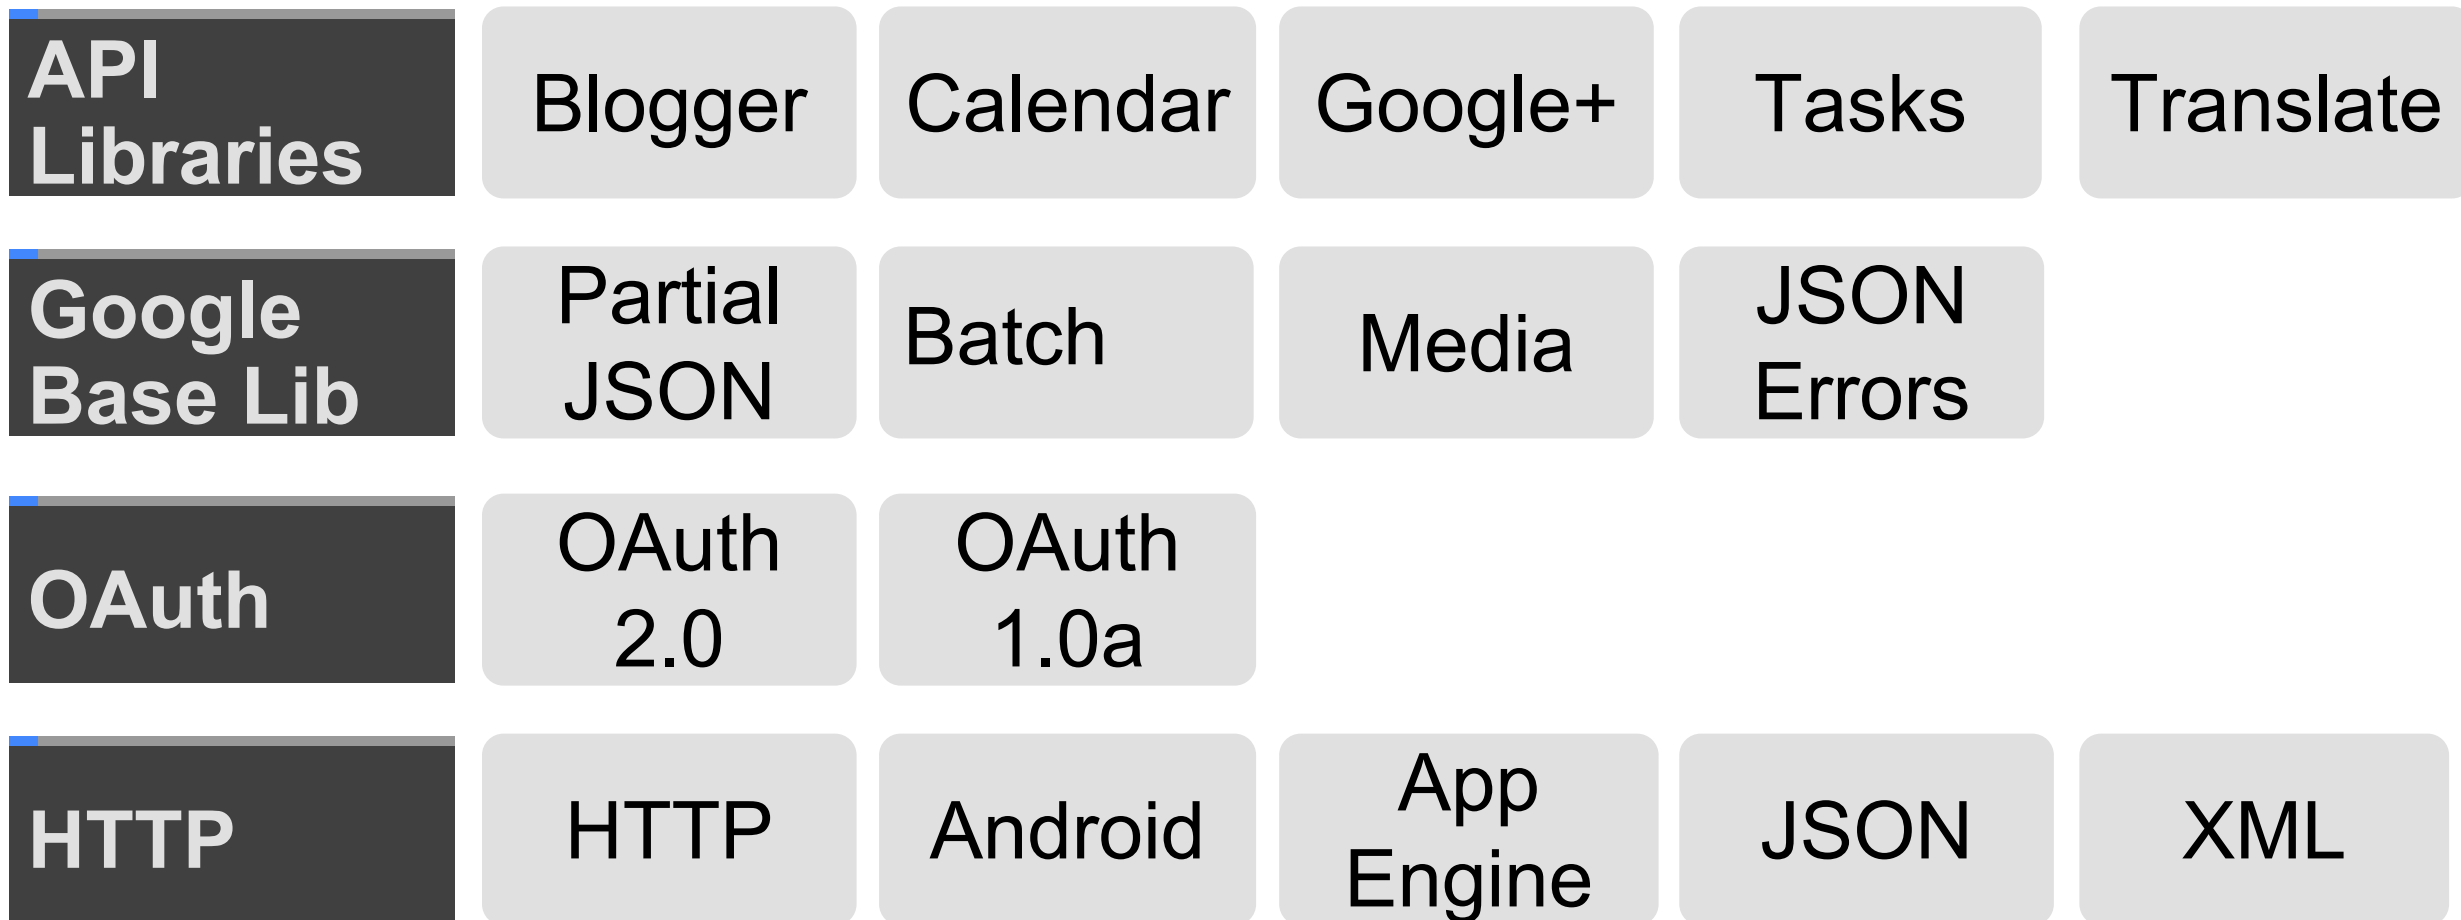 API
Libraries
Blogger
Calendar
Google+
Tasks
Translate
Google
Base Lib
Partial
JSON
Batch
Media
JSON
Errors
OAuth
OAuth
2.0
OAuth
1.0a
HTTP
HTTP
Android
App
Engine
JSON
XML